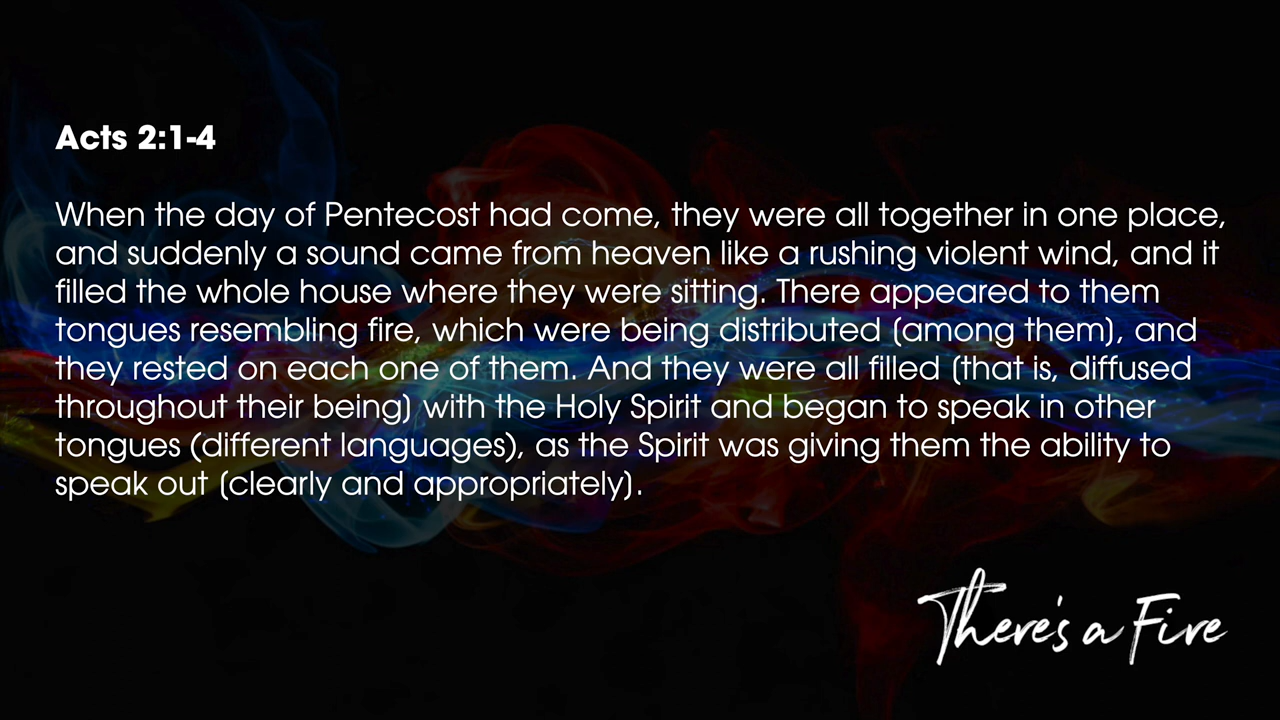 Acts 2:1-4
When the day of Pentecost had come, they were all together in one place,
and suddenly a sound came from heaven like a rushing violent wind, and it
filled the whole house where they were sitting. There appeared to them
tongues resembling fire, which were being distributed (among them), and
they rested on each one of them. And they were all filled (that is, diffused
throughout their being) with the Holy Spirit and began to speak in other
tongues (different languages), as the Spirit was giving them the ability to
speak out (clearly and appropriately).
There's a Fire